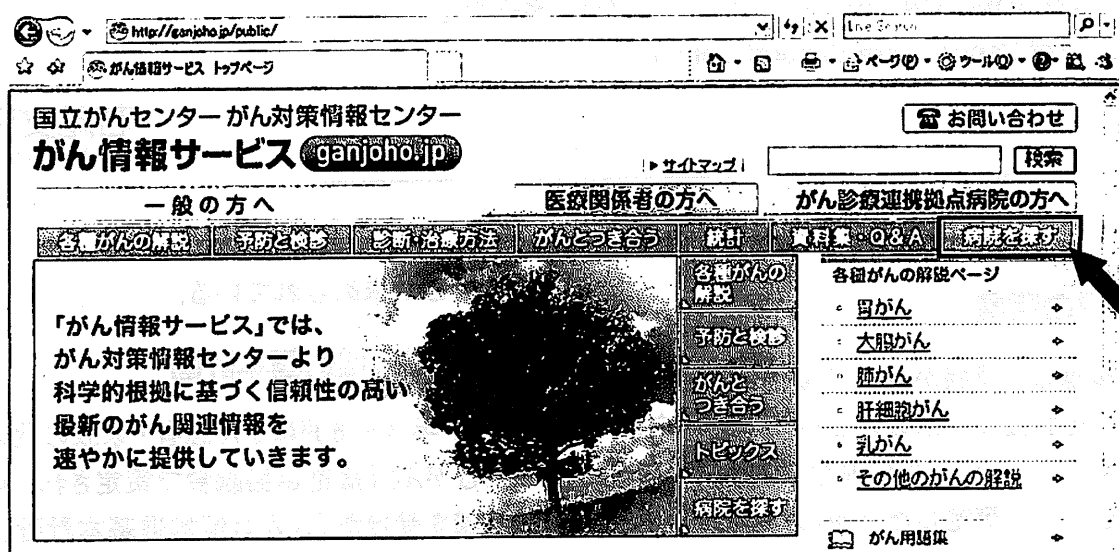 http://ganjoho.jp/public/
Live Search
がん情報サービス トップページ
ページ(P) ツール(O)
国立がんセンター がん対策情報センター
お問い合わせ
がん情報サービス ganjoho.jp
サイトマップ
検索
一般の方へ
医療関係者の方へ
がん診療連携拠点病院の方へ
各種がんの解説 予防と検診 診断・治療方法 がんとつき合う 統計 資料集・Q&A 病院を探す
「がん情報サービス」では、
がん対策情報センターより
科学的根拠に基づく信頼性の高い
最新のがん関連情報を
速やかに提供していきます。
各種がんの
解説
予防と検診
がんと
つき合う
トピックス
病院を探す
各種がんの解説ページ
胃がん
大腸がん
肺がん
肝細胞がん
乳がん
その他のがんの解説
がん用語集